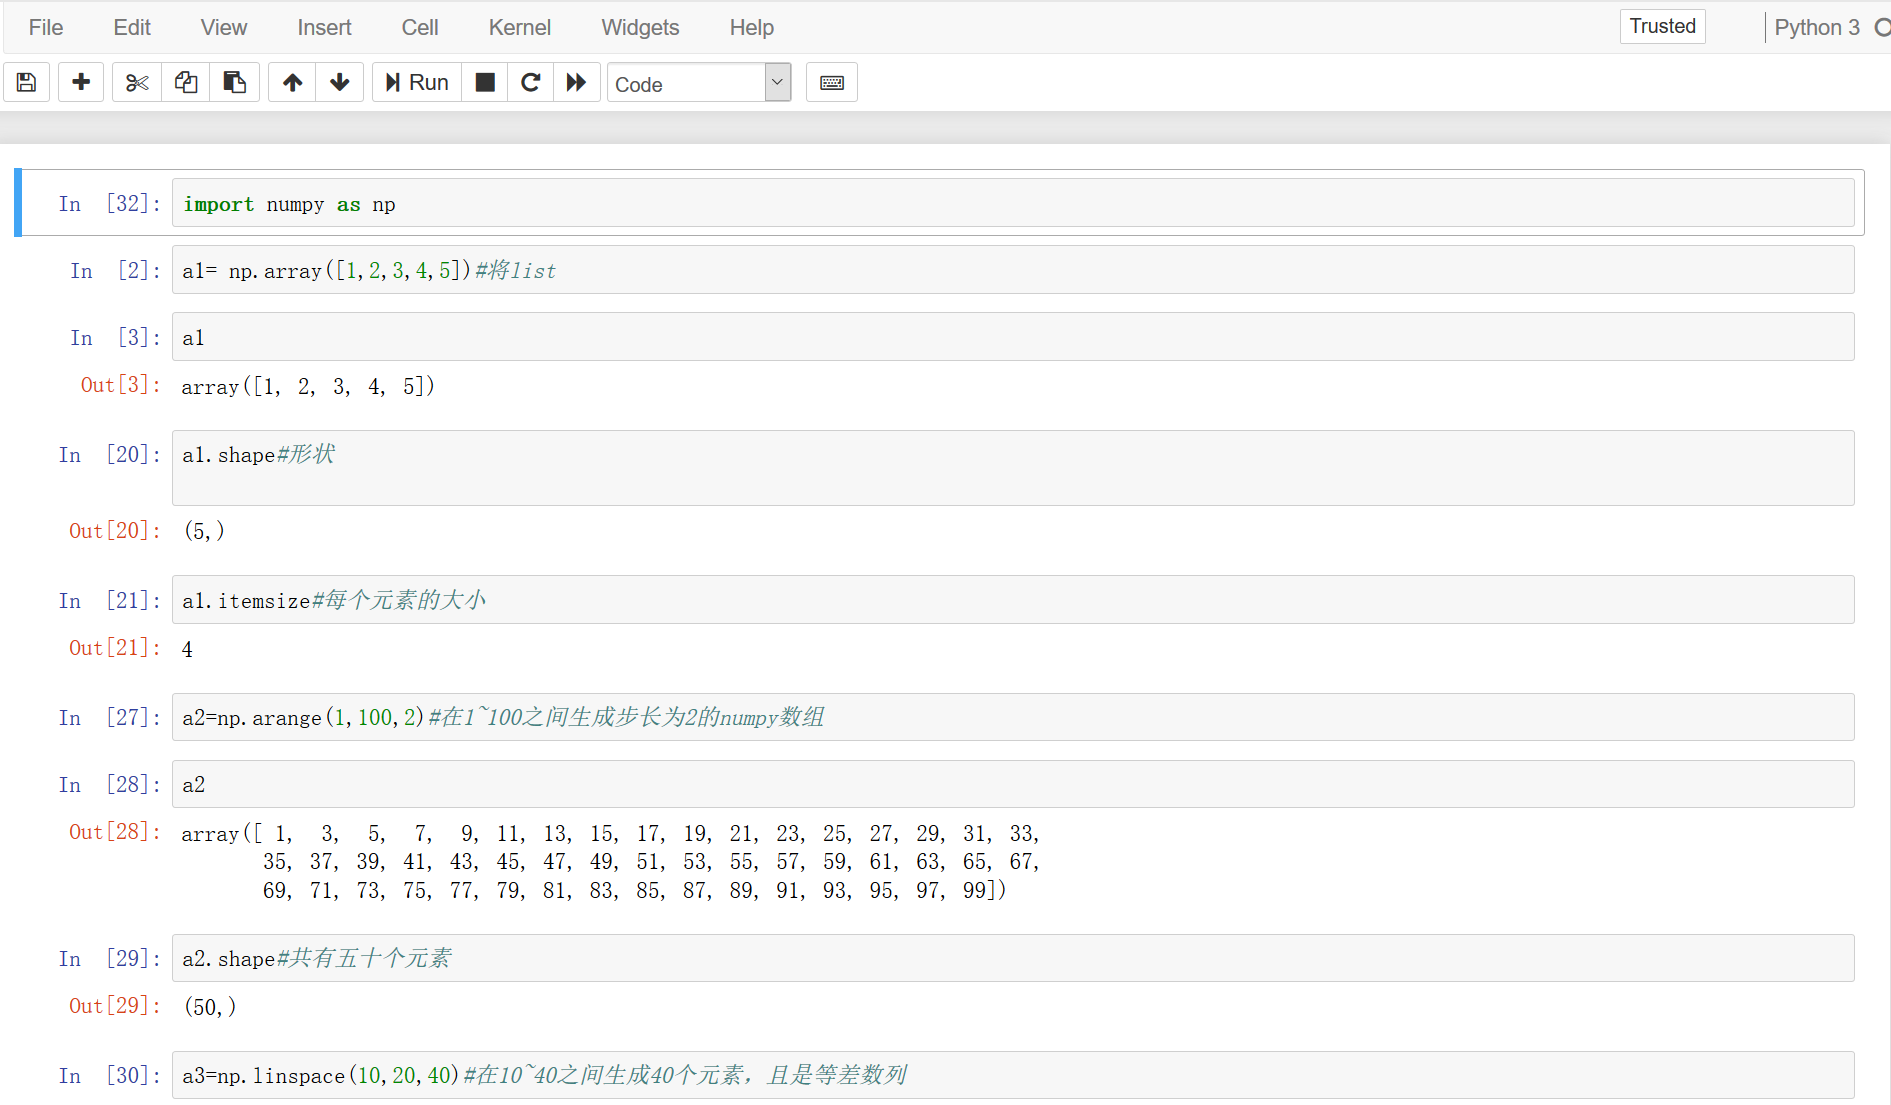 File Edit View Insert Cell Kernel Widgets Help Trusted Python 3
Run Code
In [32]: import numpy as np
In [2]: a1= np.array([1,2,3,4,5])#将list
In [3]: a1
Out[3]: array([1, 2, 3, 4, 5])
In [20]: a1.shape#形状
Out[20]: (5,)
In [21]: a1.itemsize#每个元素的大小
Out[21]: 4
In [27]: a2=np.arange(1,100,2)#在1~100之间生成步长为2的numpy数组
In [28]: a2
Out[28]: array([ 1, 3, 5, 7, 9, 11, 13, 15, 17, 19, 21, 23, 25, 27, 29, 31, 33,
35, 37, 39, 41, 43, 45, 47, 49, 51, 53, 55, 57, 59, 61, 63, 65, 67,
69, 71, 73, 75, 77, 79, 81, 83, 85, 87, 89, 91, 93, 95, 97, 99])
In [29]: a2.shape#共有五十个元素
Out[29]: (50,)
In [30]: a3=np.linspace(10,20,40)#在10~40之间生成40个元素，且是等差数列